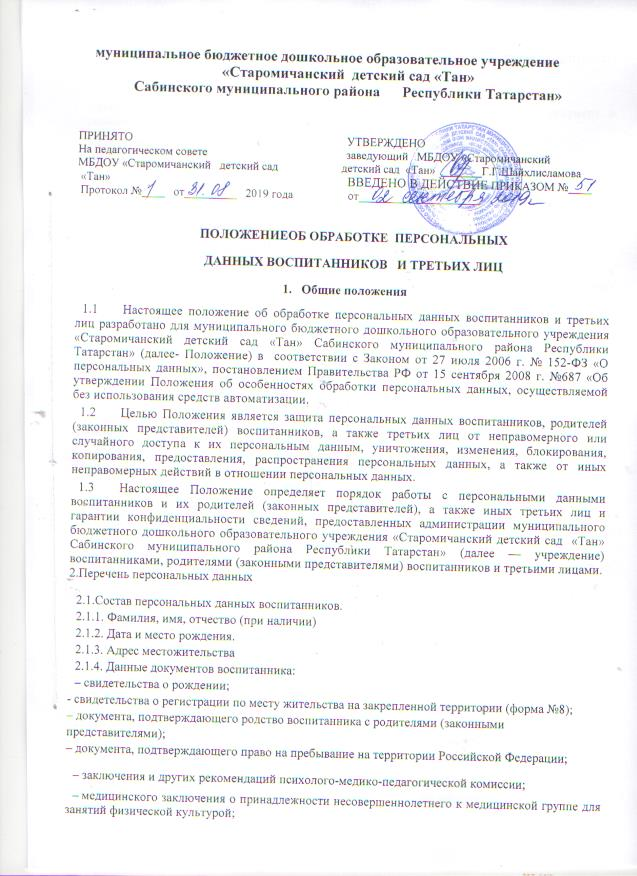 муниципальное бюджетное дошкольное образовательное учреждение
«Старомичанский детский сад «Тан»
Сабинского муниципального района Республики Татарстан»
ПРИНЯТО
На педагогическом совете
МБДОУ «Старомичанский детский сад
«Тан»
Протокол № 1 от 31.08 2019 года
УТВЕРЖДЕНО
заведующий МБДОУ «Старомичанский
детский сад «Тан» Г.Г.Шайхлисламова
ВВЕДЕНО В ДЕЙСТВИЕ ПРИКАЗОМ № 51
от 02 сентября 2019г
ПОЛОЖЕНИЕОБ ОБРАБОТКЕ ПЕРСОНАЛЬНЫХ
ДАННЫХ ВОСПИТАННИКОВ И ТРЕТЬИХ ЛИЦ
1. Общие положения
1.1 Настоящее положение об обработке персональных данных воспитанников и третьих
лиц разработано для муниципального бюджетного дошкольного образовательного учреждения
«Старомичанский детский сад «Тан» Сабинского муниципального района Республики
Татарстан» (далее- Положение) в соответствии с Законом от 27 июля 2006 г. № 152-ФЗ «О
персональных данных», постановлением Правительства РФ от 15 сентября 2008 г. №687 «Об
утверждении Положения об особенностях обработки персональных данных, осуществляемой
без использования средств автоматизации.
1.2 Целью Положения является защита персональных данных воспитанников, родителей
(законных представителей) воспитанников, а также третьих лиц от неправомерного или
случайного доступа к их персональным данным, уничтожения, изменения, блокирования,
копирования, предоставления, распространения персональных данных, а также от иных
неправомерных действий в отношении персональных данных.
1.3 Настоящее Положение определяет порядок работы с персональными данными
воспитанников и их родителей (законных представителей), а также иных третьих лиц и
гарантии конфиденциальности сведений, предоставленных администрации муниципального
бюджетного дошкольного образовательного учреждения «Старомичанский детский сад «Тан»
Сабинского муниципального района Республики Татарстан» (далее — учреждение)
воспитанниками, родителями (законными представителями) воспитанников и третьими лицами.
2.Перечень персональных данных
2.1.Состав персональных данных воспитанников.
2.1.1. Фамилия, имя, отчество (при наличии)
2.1.2. Дата и место рождения.
2.1.3. Адрес местожительства
2.1.4. Данные документов воспитанника:
– свидетельства о рождении;
- свидетельства о регистрации по месту жительства на закрепленной территории (форма №8);
– документа, подтверждающего родство воспитанника с родителями (законными
представителями);
– документа, подтверждающего право на пребывание на территории Российской Федерации;
– заключения и других рекомендаций психолого-медико-педагогической комиссии;
– медицинского заключения о принадлежности несовершеннолетнего к медицинской группе для
занятий физической культурой;